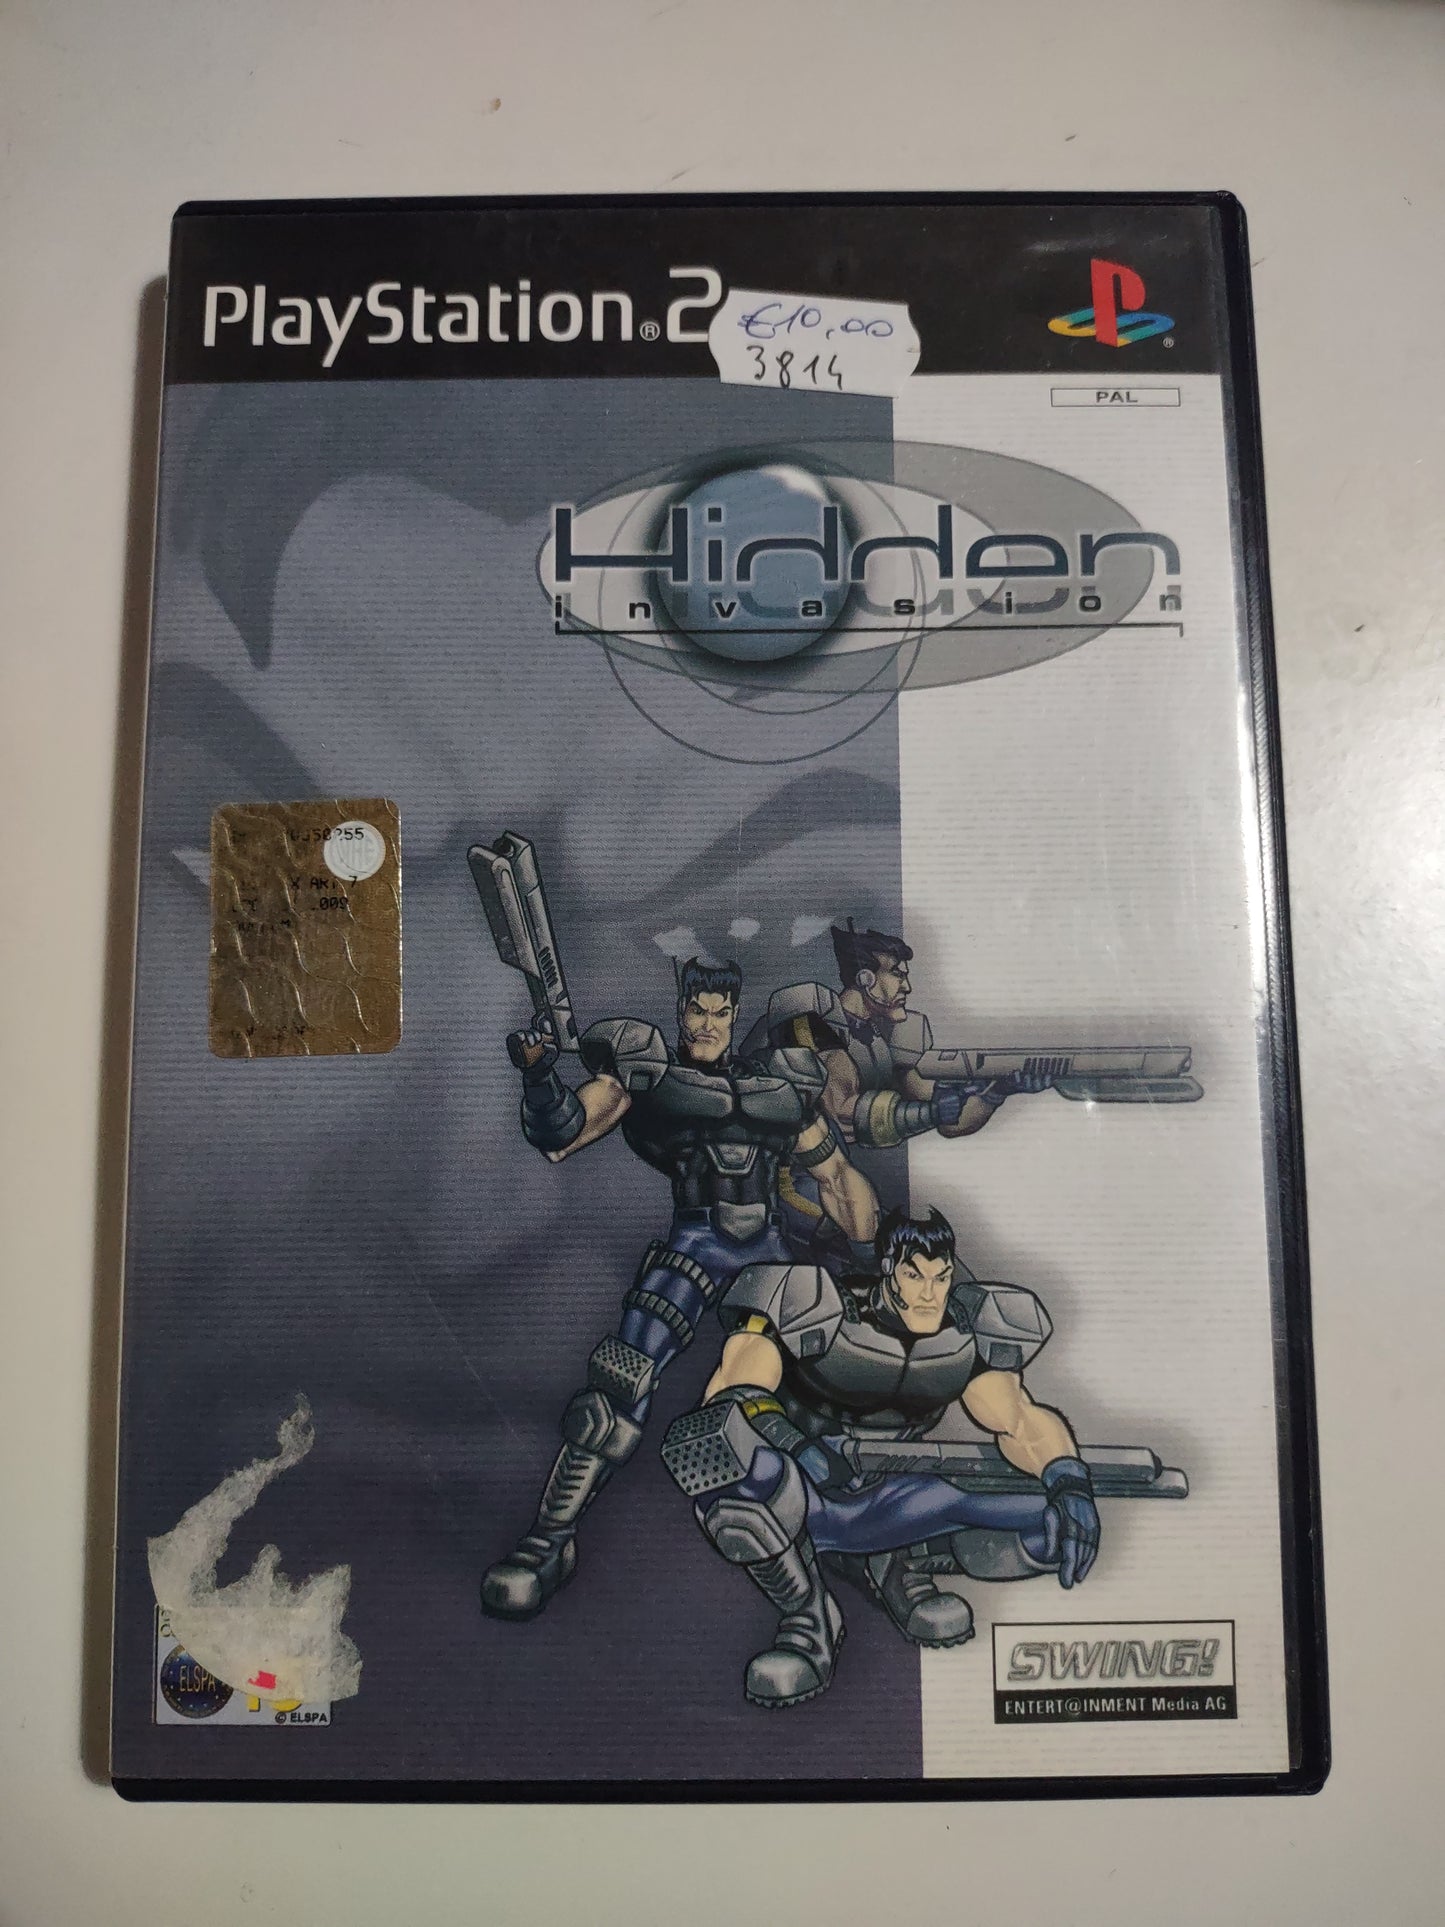 PlayStation®2
€10,00
3814
®
PAL
Hidden
invasion
ART 7
ELSPA
© ELSPA
SWING!
ENTERT@INMENT Media AG